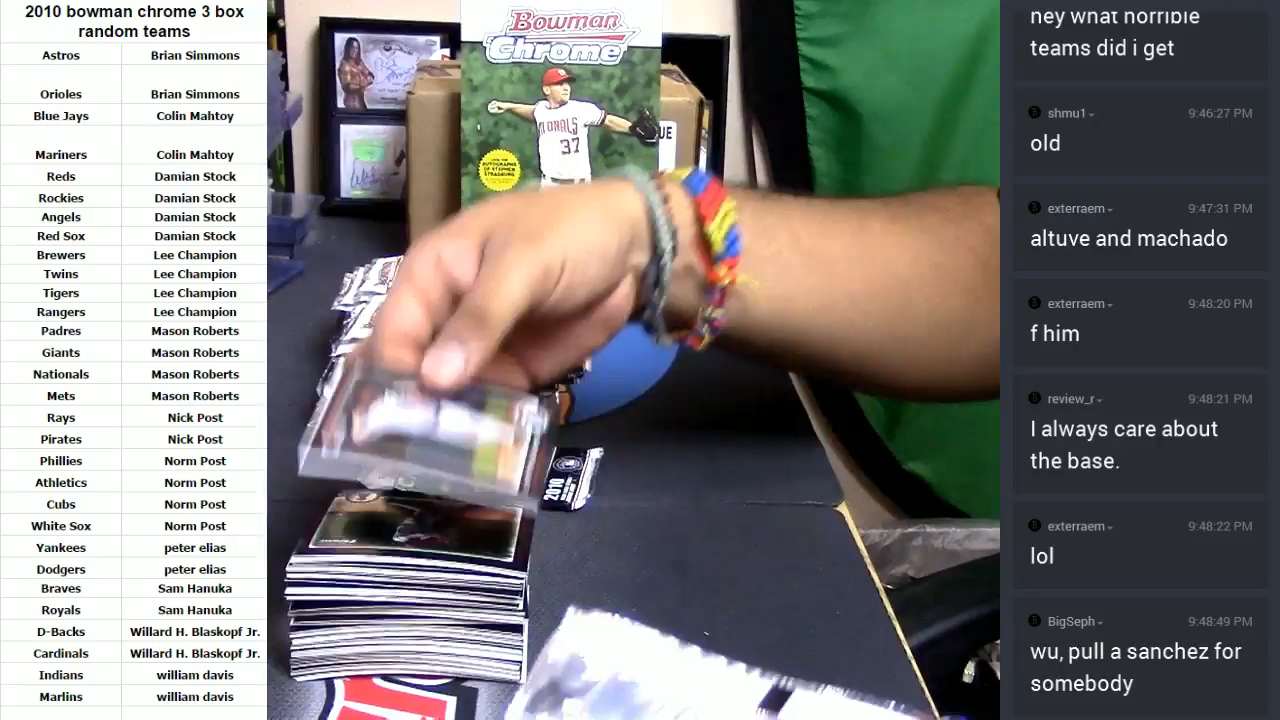 2010 bowman chrome 3 box
random teams
Astros Brian Simmons
Orioles Brian Simmons
Blue Jays Colin Mahtoy
Mariners Colin Mahtoy
Reds Damian Stock
Rockies Damian Stock
Angels Damian Stock
Red Sox Damian Stock
Brewers Lee Champion
Twins Lee Champion
Tigers Lee Champion
Rangers Lee Champion
Padres Mason Roberts
Giants Mason Roberts
Nationals Mason Roberts
Mets Mason Roberts
Rays Nick Post
Pirates Nick Post
Phillies Norm Post
Athletics Norm Post
Cubs Norm Post
White Sox Norm Post
Yankees peter elias
Dodgers peter elias
Braves Sam Hanuka
Royals Sam Hanuka
D-Backs Willard H. Blaskopf Jr.
Cardinals Willard H. Blaskopf Jr.
Indians william davis
Marlins william davis
Bowman
Chrome
37
AUTOGRAPHS
OF STEPHEN
STRASBURG
2010
hey what horrible
teams did i get
shmu1 9:46:27 PM
old
exterraem 9:47:31 PM
altuve and machado
exterraem 9:48:20 PM
f him
review_r 9:48:21 PM
I always care about
the base.
exterraem 9:48:22 PM
lol
BigSeph 9:48:49 PM
wu, pull a sanchez for
somebody